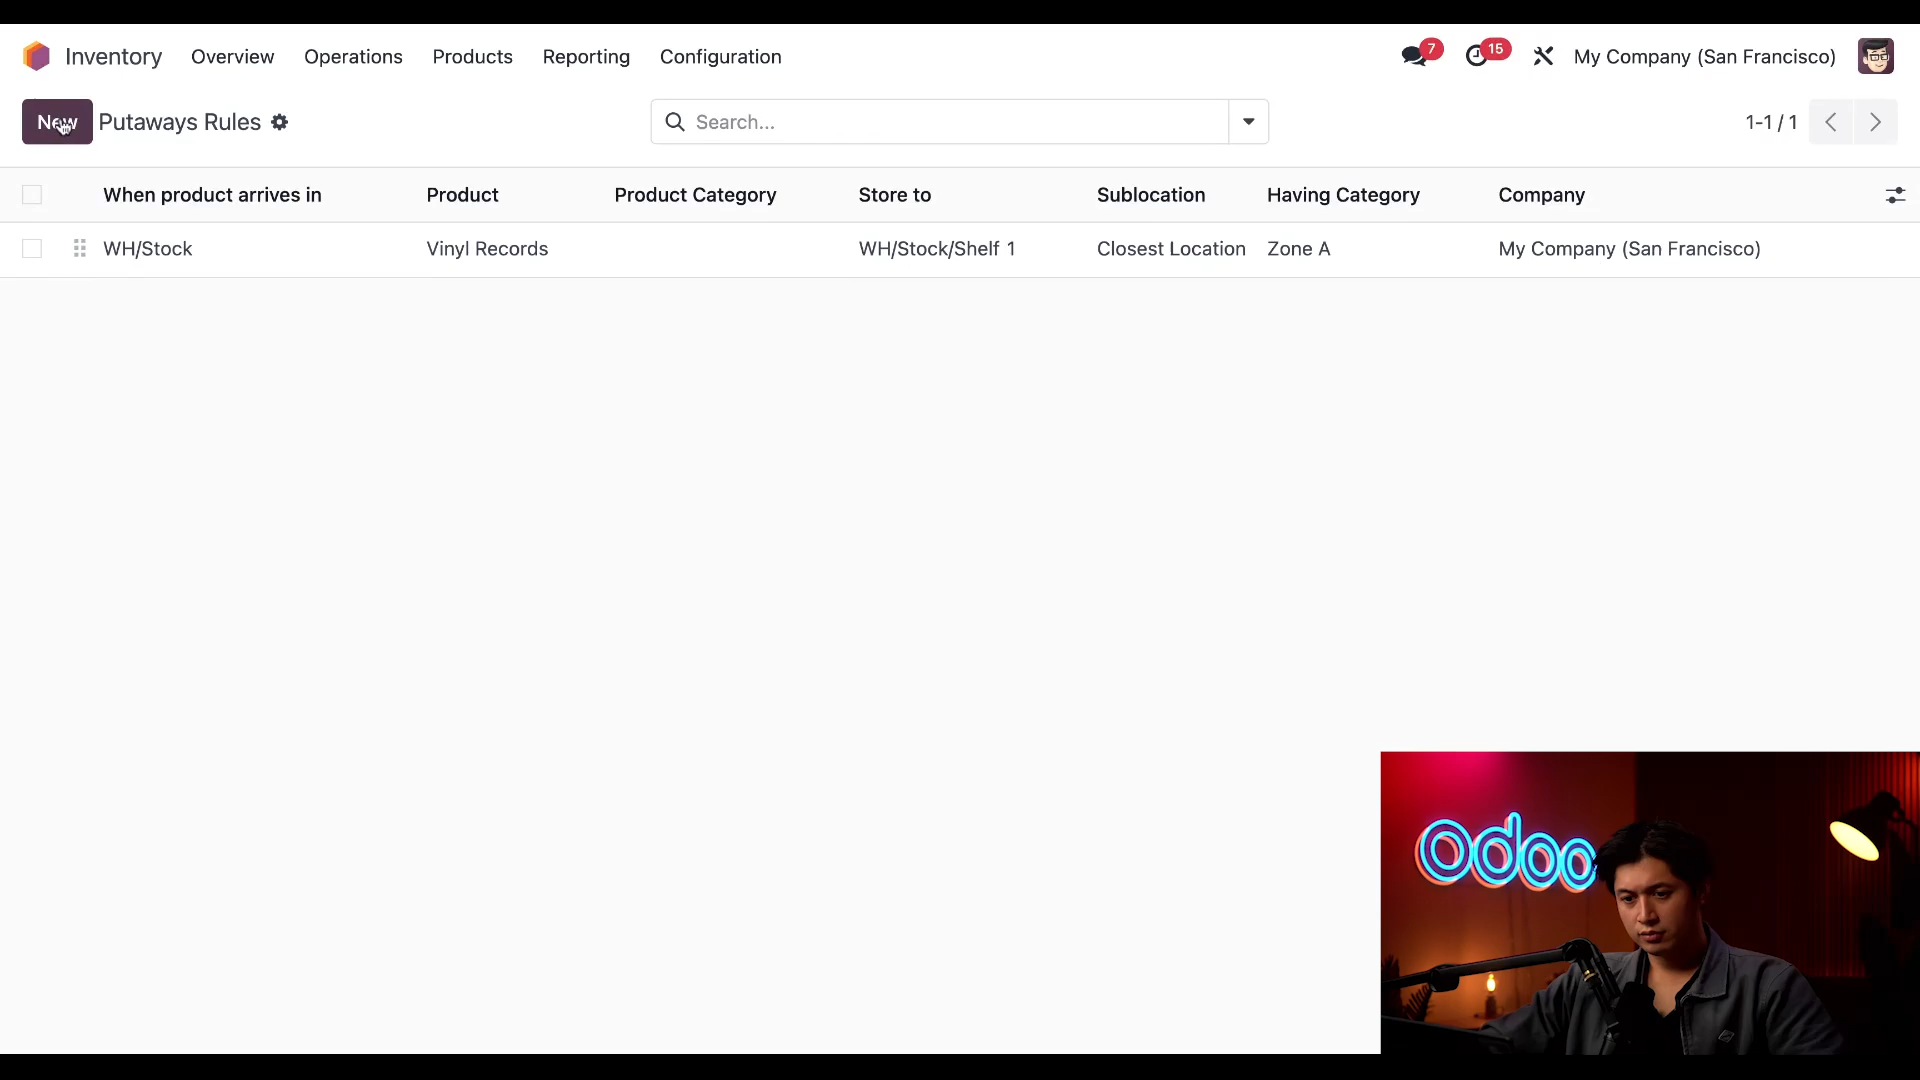 Inventory Overview Operations Products Reporting Configuration 7 15 My Company (San Francisco)
New Putaways Rules Search... 1-1 / 1
When product arrives in Product Product Category Store to Sublocation Having Category Company
WH/Stock Vinyl Records WH/Stock/Shelf 1 Closest Location Zone A My Company (San Francisco)
odoo